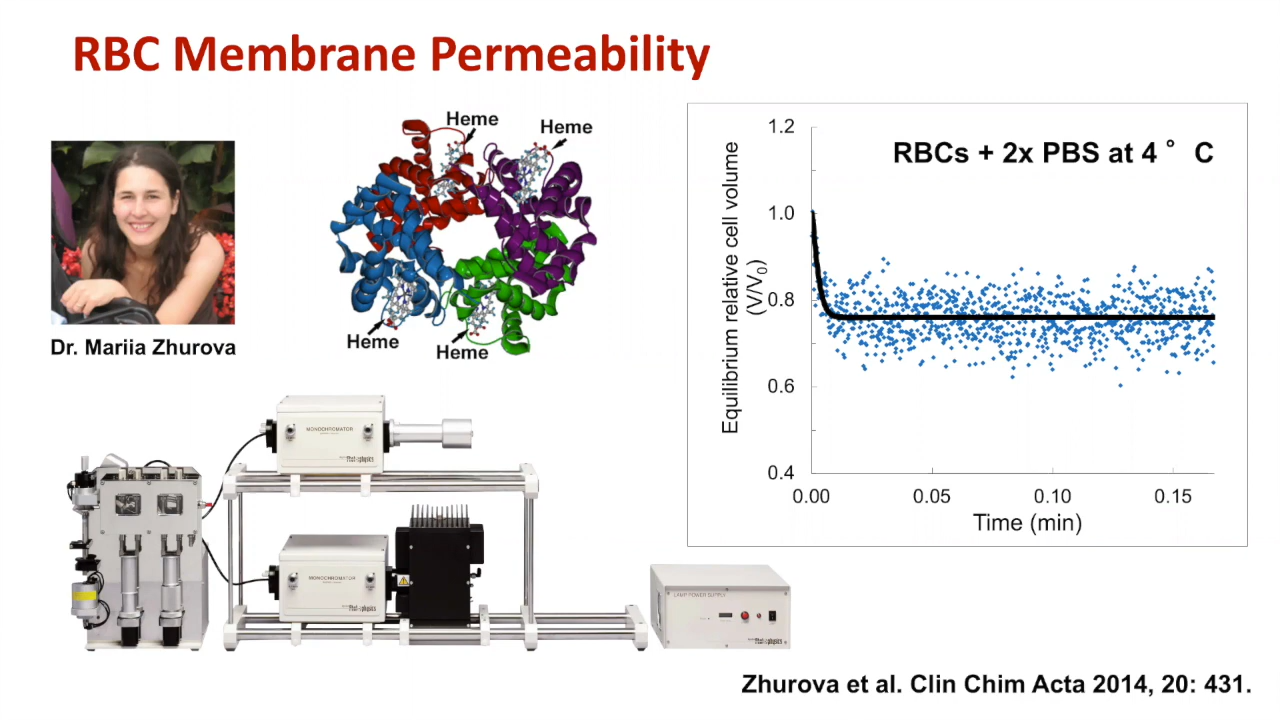 RBC Membrane Permeability
Dr. Mariia Zhurova
Heme
Heme
Heme
Heme
MONOCHROMATOR
MONOCHROMATOR
LAMP POWER SUPPLY
RBCs + 2x PBS at 4 ° C
Equilibrium relative cell volume
(V/V₀)
1.2
1.0
0.8
0.6
0.4
0.00
0.05
0.10
0.15
Time (min)
Zhurova et al. Clin Chim Acta 2014, 20: 431.